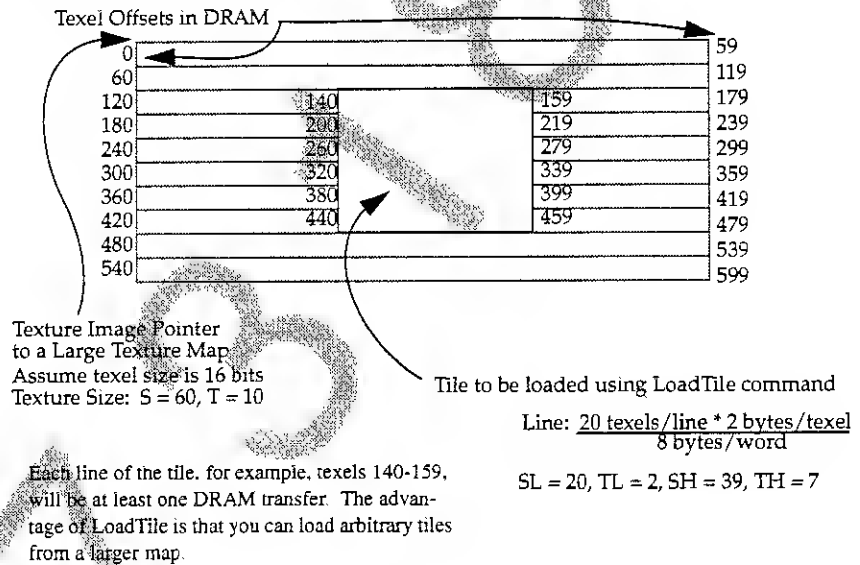 Texel Offsets in DRAM
0 59
60 119
120 140 159 179
180 200 219 239
240 260 279 299
300 320 339 359
360 380 399 419
420 440 459 479
480 539
540 599
Texture Image Pointer
to a Large Texture Map
Assume texel size is 16 bits
Texture Size: S = 60, T = 10
Tile to be loaded using LoadTile command
Line: 20 texels/line * 2 bytes/texel
8 bytes/word
SL = 20, TL = 2, SH = 39, TH = 7
Each line of the tile. for example, texels 140-159,
will be at least one DRAM transfer. The advan-
tage of LoadTile is that you can load arbitrary tiles
from a larger map.